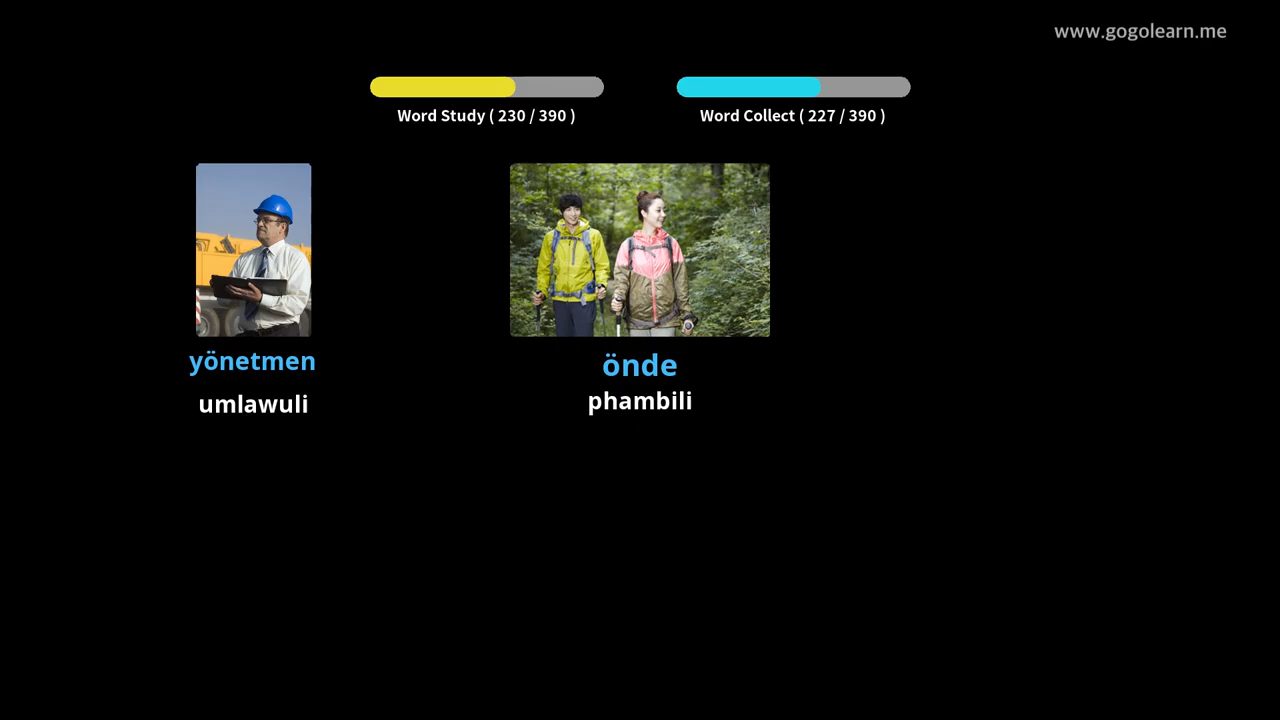 www.gogolearn.me
Word Study ( 230 / 390 )
Word Collect ( 227 / 390 )
yönetmen
umlawuli
önde
phambili